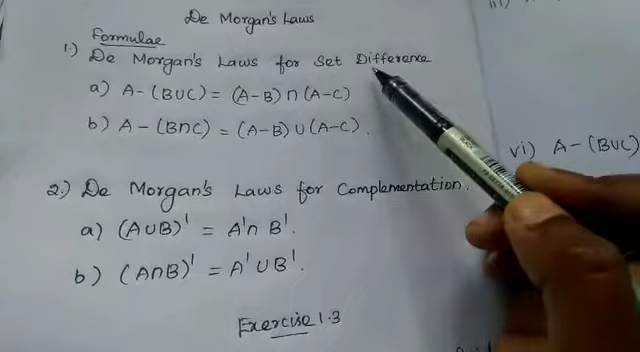 De Morgan's Laws
Formulae
1.) De Morgan's Laws for Set Difference
a) A-(B∪C) = (A-B)∩(A-C)
b) A-(B∩C) = (A-B)∪(A-C).
2.) De Morgan's Laws for Complementation.
a) (A∪B)' = A'∩B'.
b) (A∩B)' = A'∪B'.
Exercise 1.3
vi) A-(B∪C)